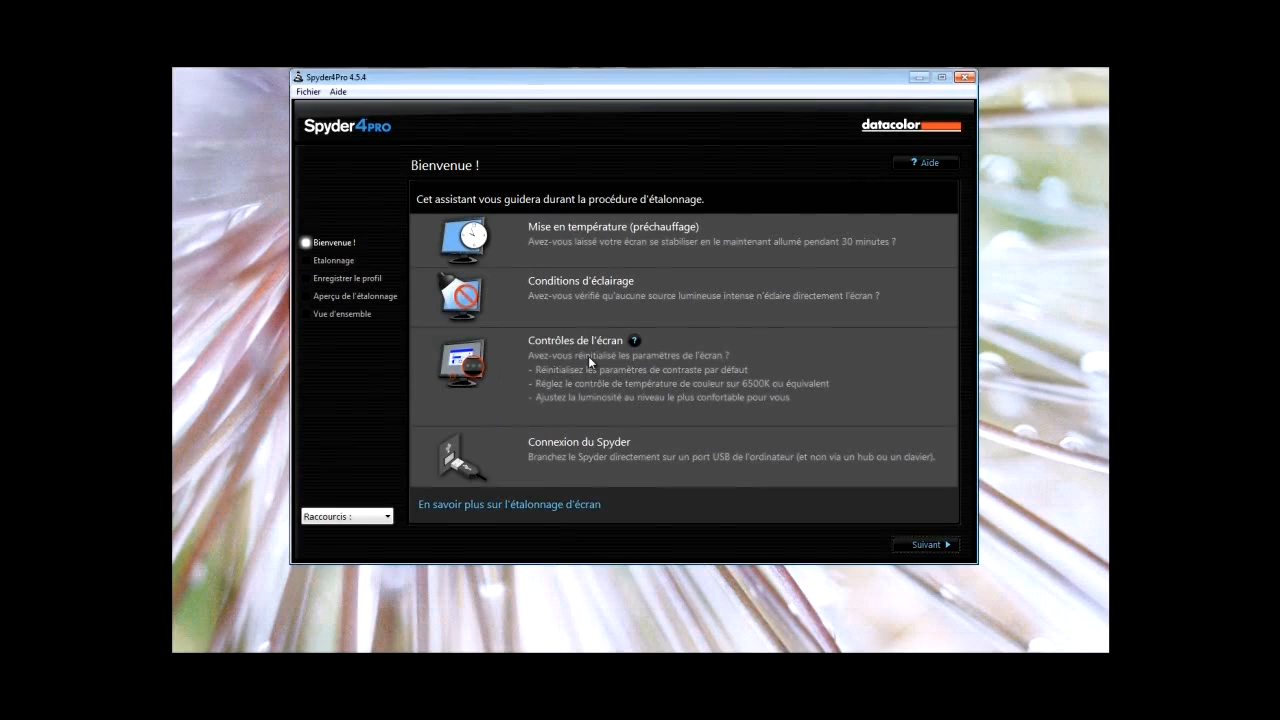 Spyder4Pro 4.5.4
Fichier Aide
Spyder4PRO
datacolor
Bienvenue !
? Aide
Cet assistant vous guidera durant la procédure d'étalonnage.
Mise en température (préchauffage)
Avez-vous laissé votre écran se stabiliser en le maintenant allumé pendant 30 minutes ?
Conditions d'éclairage
Avez-vous vérifié qu'aucune source lumineuse intense n'éclaire directement l'écran ?
Contrôles de l'écran ?
Avez-vous réinitialisé les paramètres de l'écran ?
- Réinitialisez les paramètres de contraste par défaut
- Réglez le contrôle de température de couleur sur 6500K ou équivalent
- Ajustez la luminosité au niveau le plus confortable pour vous
Connexion du Spyder
Branchez le Spyder directement sur un port USB de l'ordinateur (et non via un hub ou un clavier).
En savoir plus sur l'étalonnage d'écran
Bienvenue !
Etalonnage
Enregistrer le profil
Aperçu de l'étalonnage
Vue d'ensemble
Raccourcis :
Suivant